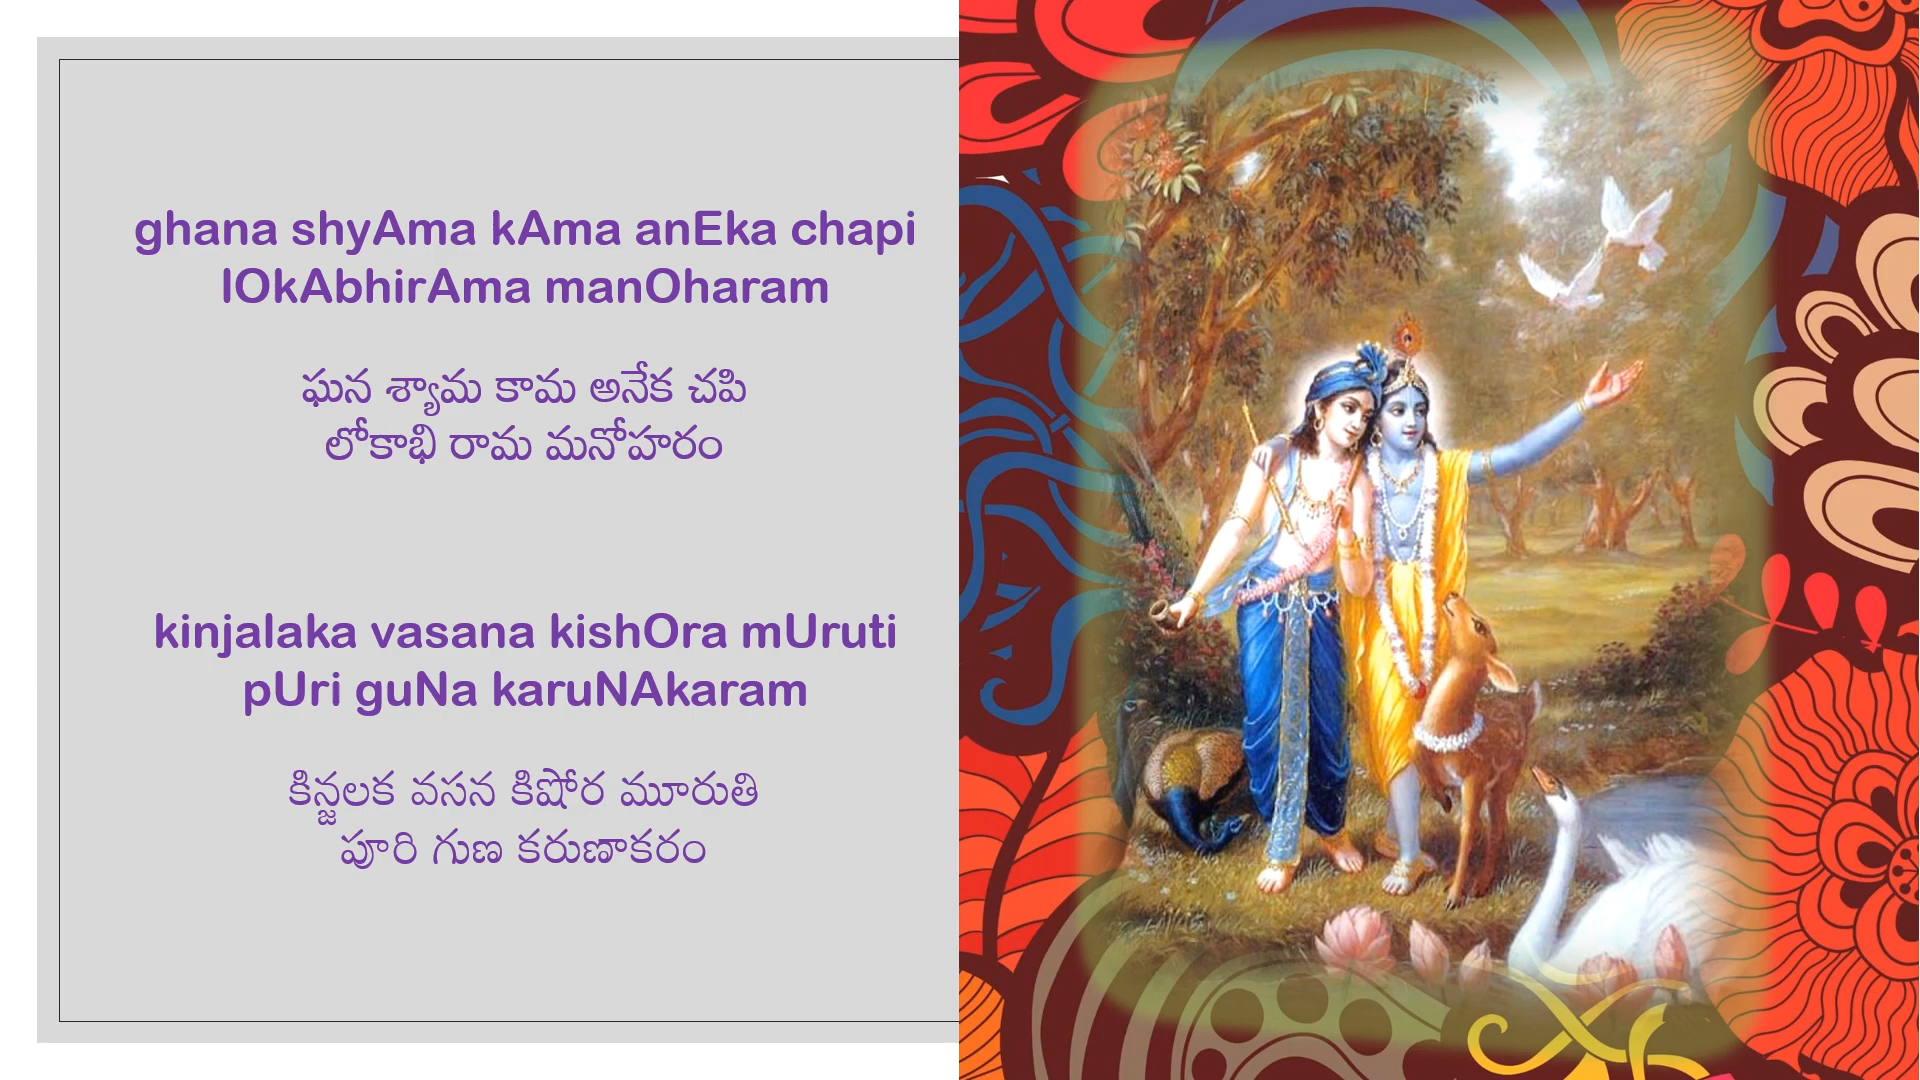 ghana shyAma kAma anEka chapi
lOkAbhirAma manOharam
ఘన శ్యామ కామ అనేక చపి
లోకాభి రామ మనోహరం
kinjalaka vasana kishOra mUruti
pUri guNa karuNAkaram
కిన్జలక వసన కిషోర మూరుతి
పూరి గుణ కరుణాకరం